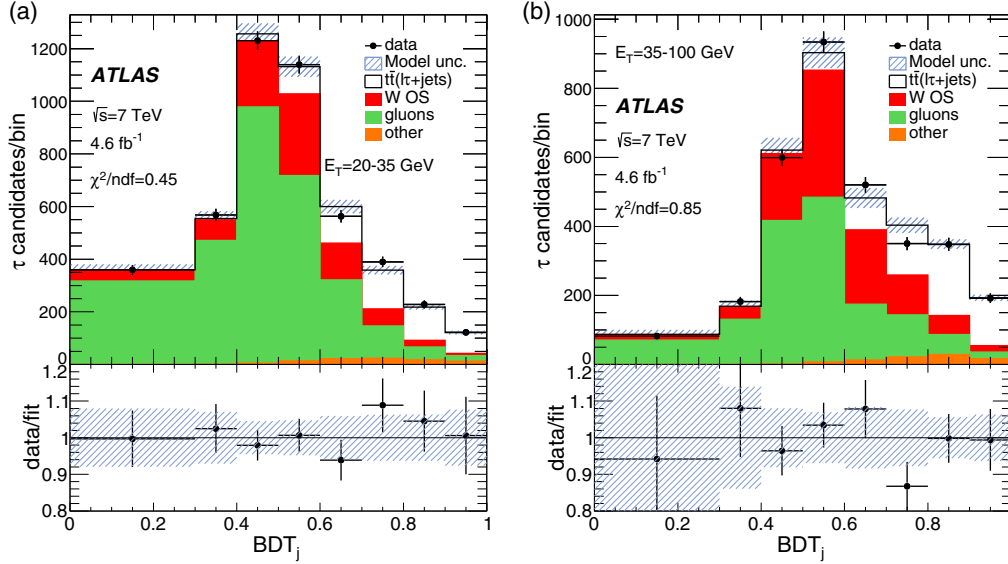 (a)
τ candidates/bin
1200
1000
800
600
400
200
0
ATLAS
√s=7 TeV
4.6 fb⁻¹
χ²/ndf=0.45
data
Model unc.
tt̄(lτ+jets)
W OS
gluons
other
E_T=20-35 GeV
data/fit
1.2
1.1
1
0.9
0.8
0 0.2 0.4 0.6 0.8 1
BDT_j
(b)
τ candidates/bin
1000
800
600
400
200
0
E_T=35-100 GeV
ATLAS
√s=7 TeV
4.6 fb⁻¹
χ²/ndf=0.85
data
Model unc.
tt̄(lτ+jets)
W OS
gluons
other
data/fit
1.2
1.1
1
0.9
0.8
0 0.2 0.4 0.6 0.8
BDT_j